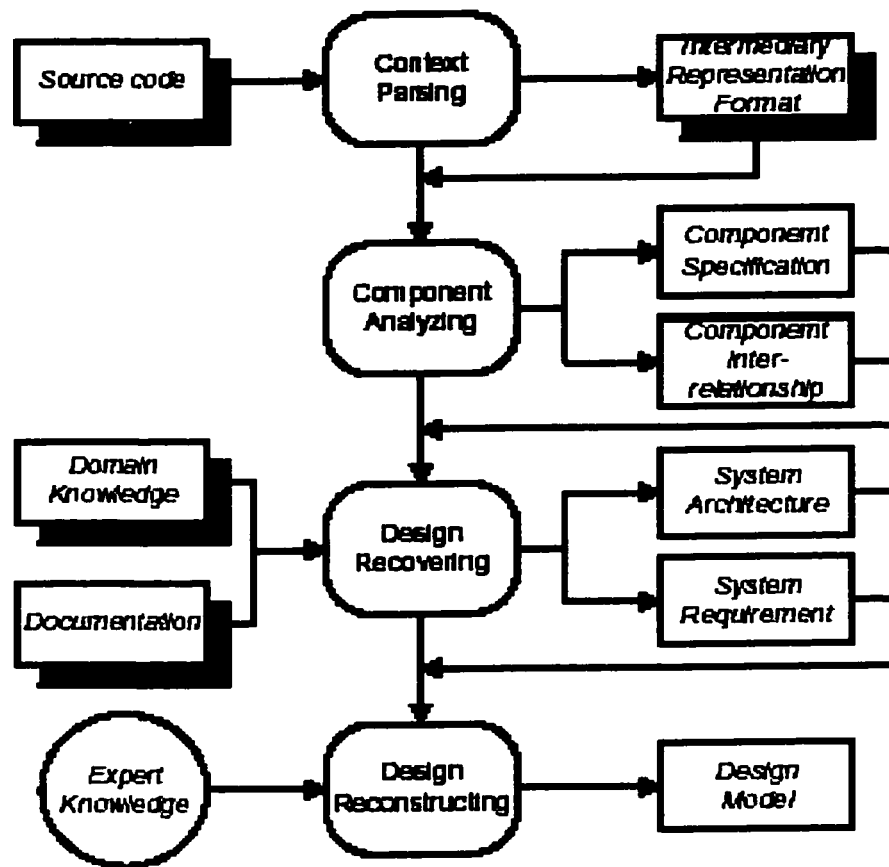 Source code
Context
Parsing
Intermediary
Representation
Format
Component
Analyzing
Component
Specification
Component
Inter-
relationship
Domain
Knowledge
Documentation
Design
Recovering
System
Architecture
System
Requirement
Expert
Knowledge
Design
Reconstructing
Design
Model